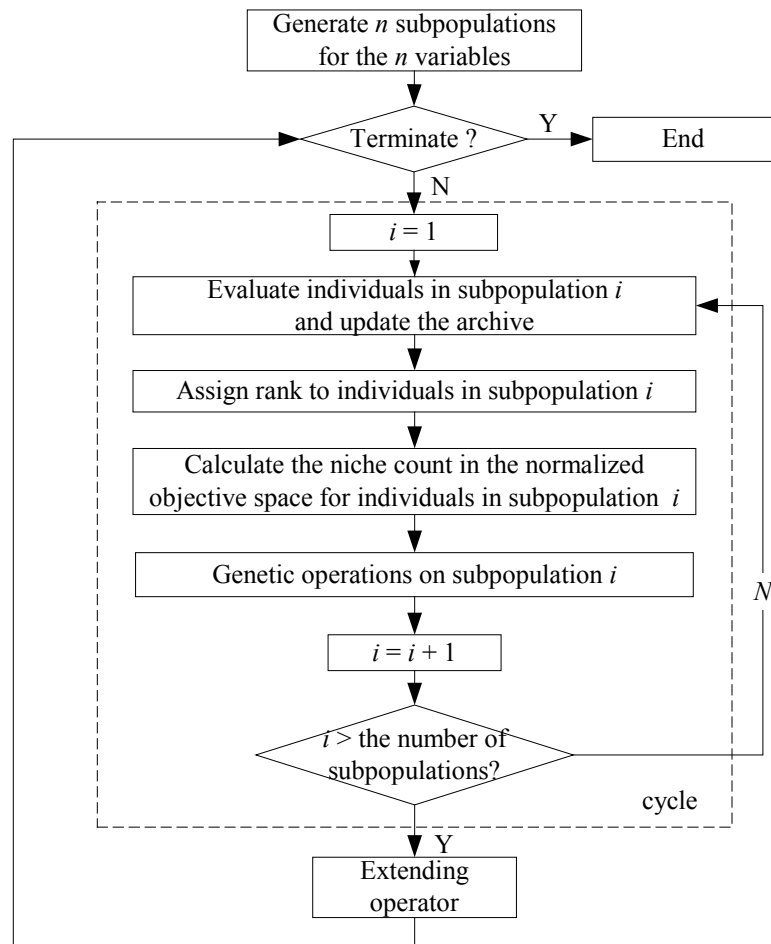 Generate n subpopulations
for the n variables
Terminate ?
Y
End
N
i = 1
Evaluate individuals in subpopulation i
and update the archive
Assign rank to individuals in subpopulation i
Calculate the niche count in the normalized
objective space for individuals in subpopulation i
Genetic operations on subpopulation i
N
i = i + 1
i > the number of
subpopulations?
cycle
Y
Extending
operator